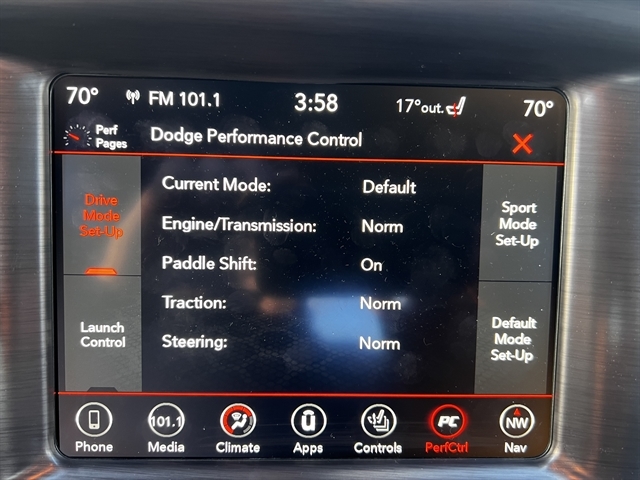 70° FM 101.1 3:58 17°out. 70°
Perf
Pages
Dodge Performance Control
Drive
Mode
Set-Up
Launch
Control
Current Mode: Default
Engine/Transmission: Norm
Paddle Shift: On
Traction: Norm
Steering: Norm
Sport
Mode
Set-Up
Default
Mode
Set-Up
101.1 PC NW
Phone Media Climate Apps Controls PerfCtrl Nav